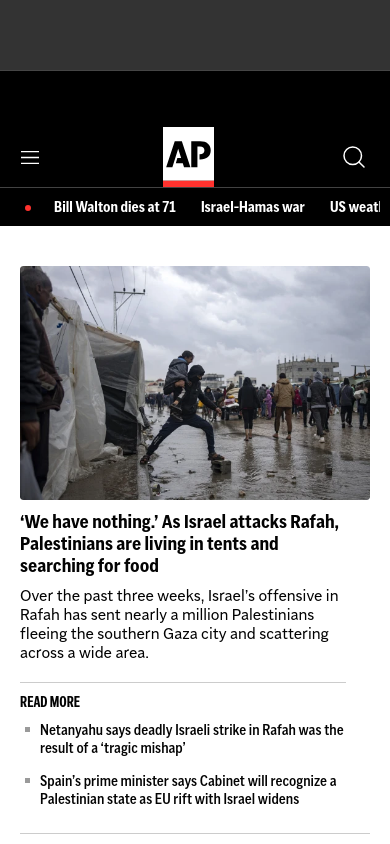 AP
Bill Walton dies at 71 Israel-Hamas war US weat
‘We have nothing.’ As Israel attacks Rafah,
Palestinians are living in tents and
searching for food
Over the past three weeks, Israel’s offensive in
Rafah has sent nearly a million Palestinians
fleeing the southern Gaza city and scattering
across a wide area.
READ MORE
Netanyahu says deadly Israeli strike in Rafah was the
result of a ‘tragic mishap’
Spain’s prime minister says Cabinet will recognize a
Palestinian state as EU rift with Israel widens